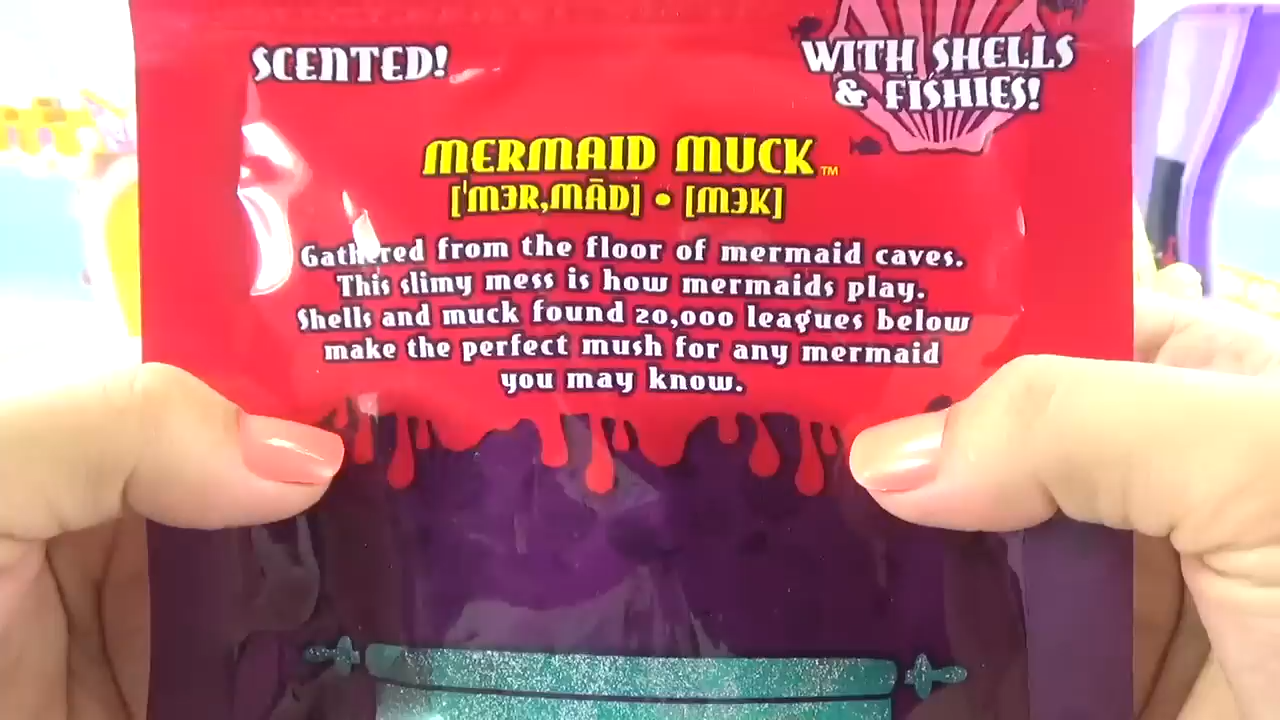 SCENTED!
WITH SHELLS
& FISHIES!
MERMAID MUCK™
[ˈMƎR,MĀD] • [MƎK]
Gathered from the floor of mermaid caves.
This slimy mess is how mermaids play.
Shells and muck found 20,000 leagues below
make the perfect mush for any mermaid
you may know.